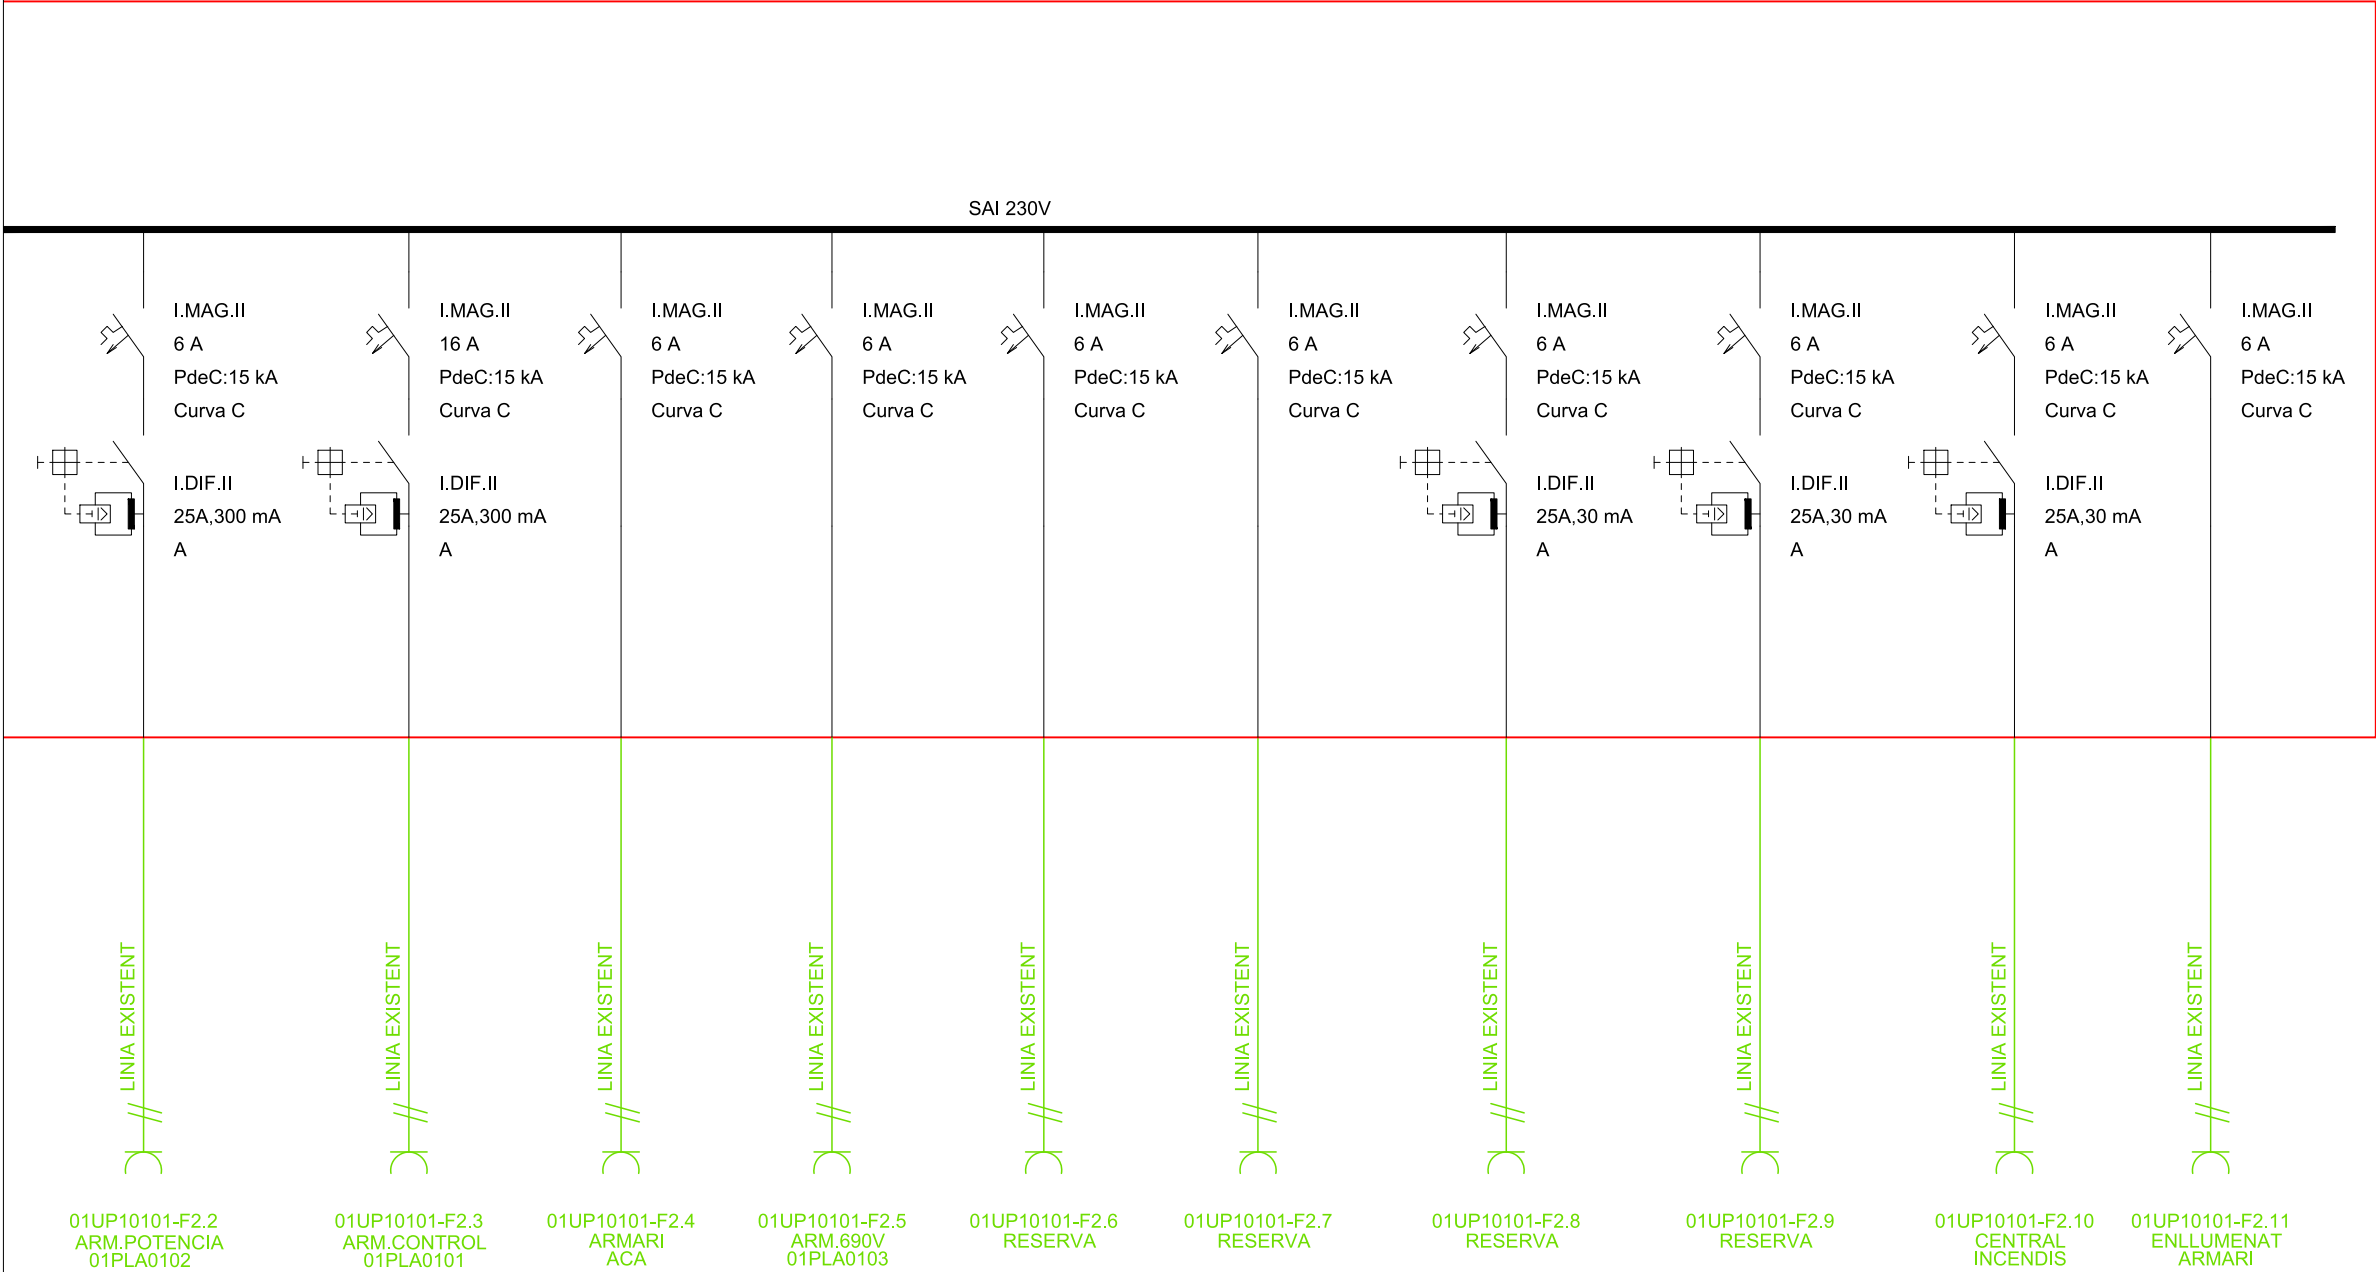 SAI 230V
I.MAG.II
6 A
PdeC:15 kA
Curva C
I.DIF.II
25A,300 mA
A
I.MAG.II
16 A
PdeC:15 kA
Curva C
I.DIF.II
25A,300 mA
A
I.MAG.II
6 A
PdeC:15 kA
Curva C
I.MAG.II
6 A
PdeC:15 kA
Curva C
I.MAG.II
6 A
PdeC:15 kA
Curva C
I.MAG.II
6 A
PdeC:15 kA
Curva C
I.MAG.II
6 A
PdeC:15 kA
Curva C
I.DIF.II
25A,30 mA
A
I.MAG.II
6 A
PdeC:15 kA
Curva C
I.DIF.II
25A,30 mA
A
I.MAG.II
6 A
PdeC:15 kA
Curva C
I.DIF.II
25A,30 mA
A
I.MAG.II
6 A
PdeC:15 kA
Curva C
LINIA EXISTENT
LINIA EXISTENT
LINIA EXISTENT
LINIA EXISTENT
LINIA EXISTENT
LINIA EXISTENT
LINIA EXISTENT
LINIA EXISTENT
LINIA EXISTENT
LINIA EXISTENT
01UP10101-F2.2
ARM.POTENCIA
01PLA0102
01UP10101-F2.3
ARM.CONTROL
01PLA0101
01UP10101-F2.4
ARMARI
ACA
01UP10101-F2.5
ARM.690V
01PLA0103
01UP10101-F2.6
RESERVA
01UP10101-F2.7
RESERVA
01UP10101-F2.8
RESERVA
01UP10101-F2.9
RESERVA
01UP10101-F2.10
CENTRAL
INCENDIS
01UP10101-F2.11
ENLLUMENAT
ARMARI